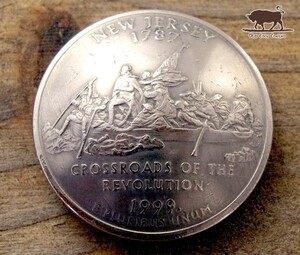 NEW JERSEY
1787
CROSSROADS OF THE
REVOLUTION
1999
E PLURIBUS UNUM